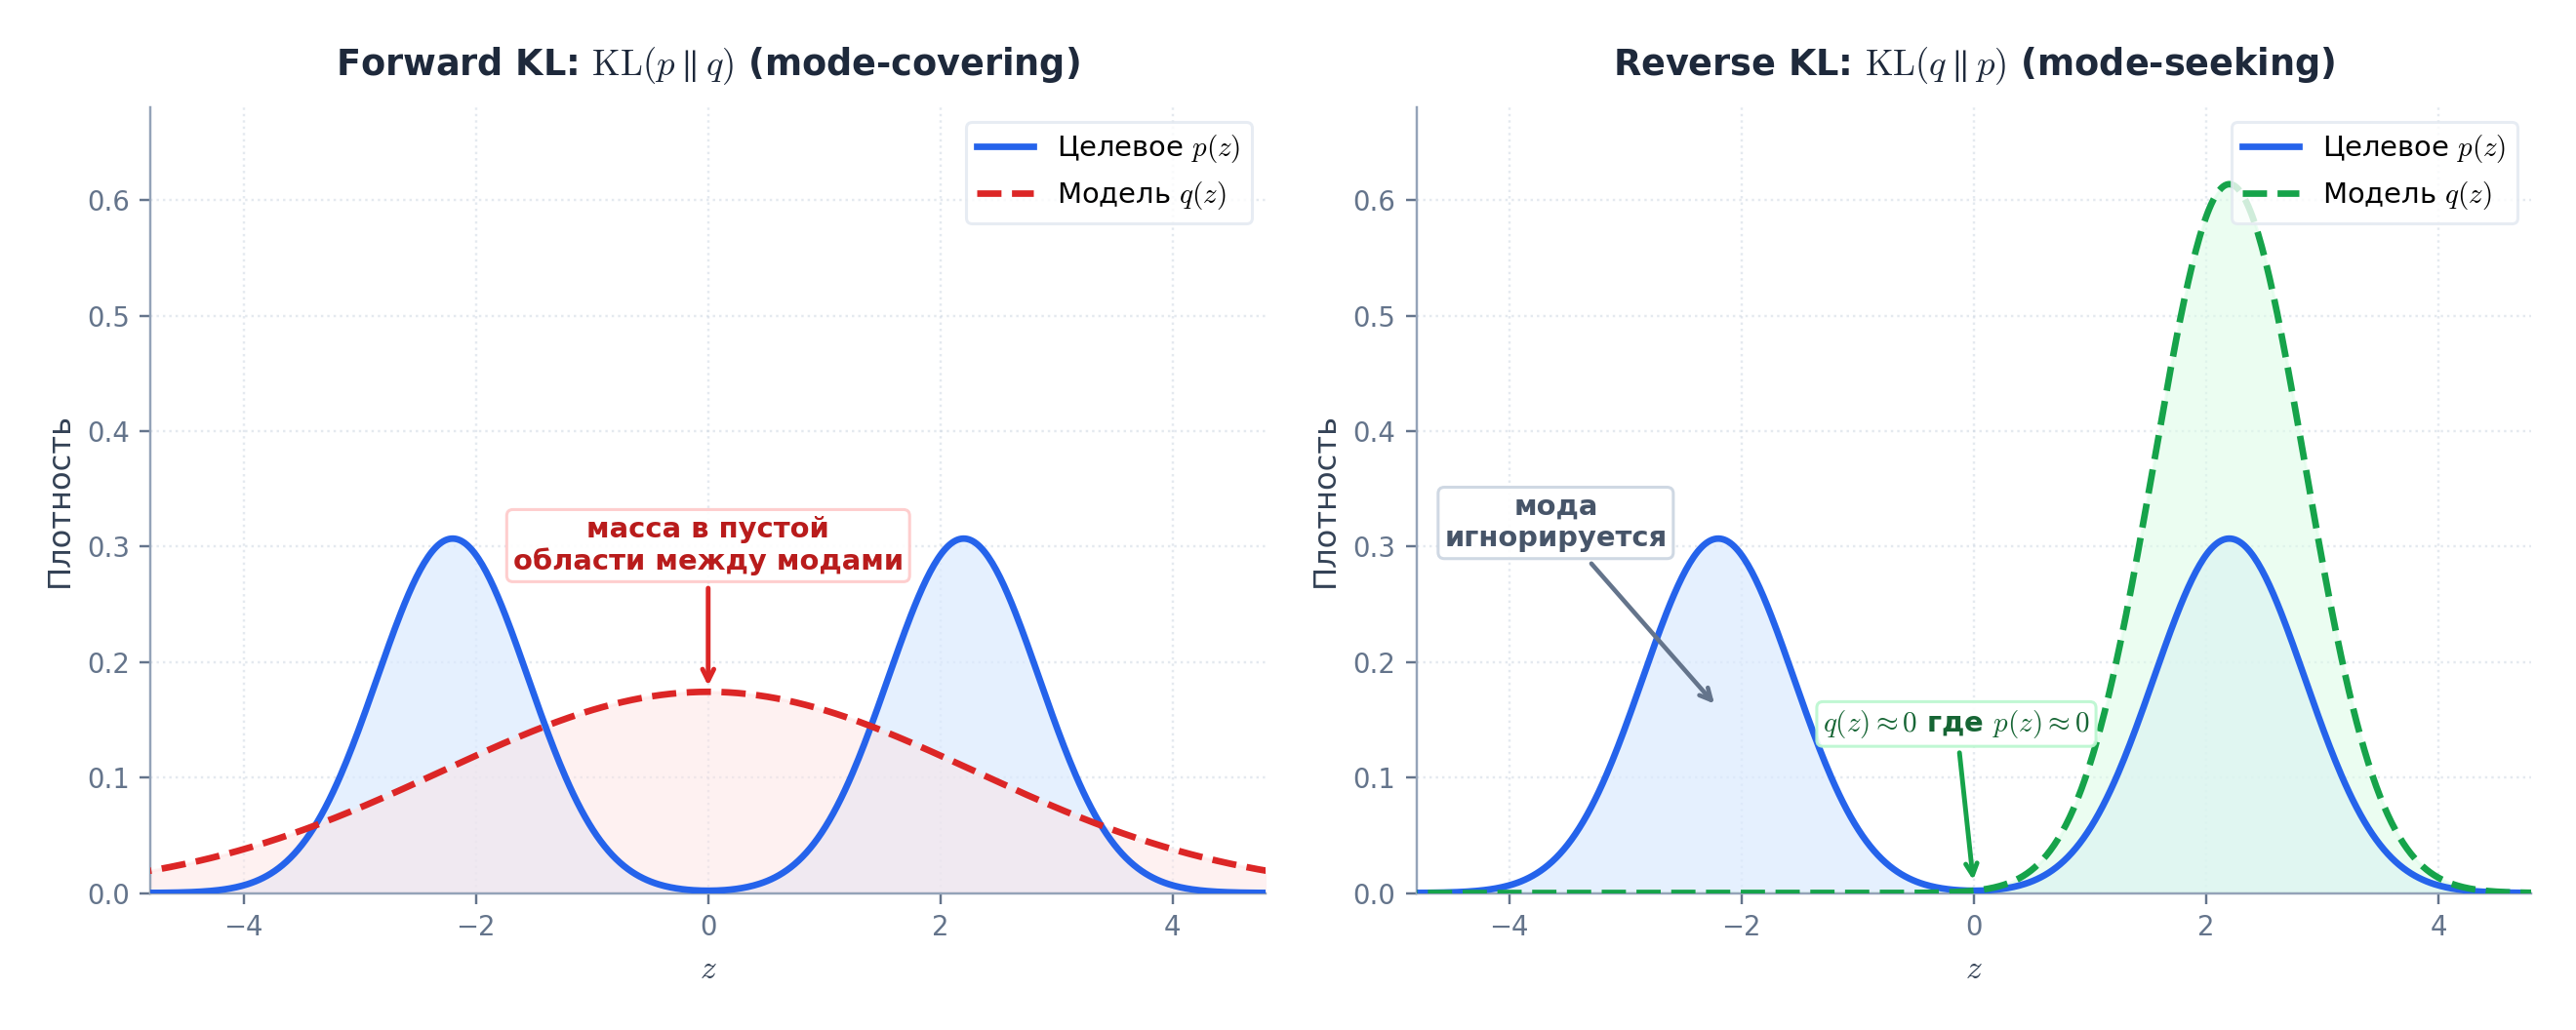 Forward KL: KL(p ∥ q) (mode-covering)
Целевое p(z)
Модель q(z)
масса в пустой
области между модами
Плотность
0.6
0.5
0.4
0.3
0.2
0.1
0.0
−4
−2
0
2
4
z
Reverse KL: KL(q ∥ p) (mode-seeking)
Целевое p(z)
Модель q(z)
мода
игнорируется
q(z) ≈ 0 где p(z) ≈ 0
Плотность
0.6
0.5
0.4
0.3
0.2
0.1
0.0
−4
−2
0
2
4
z